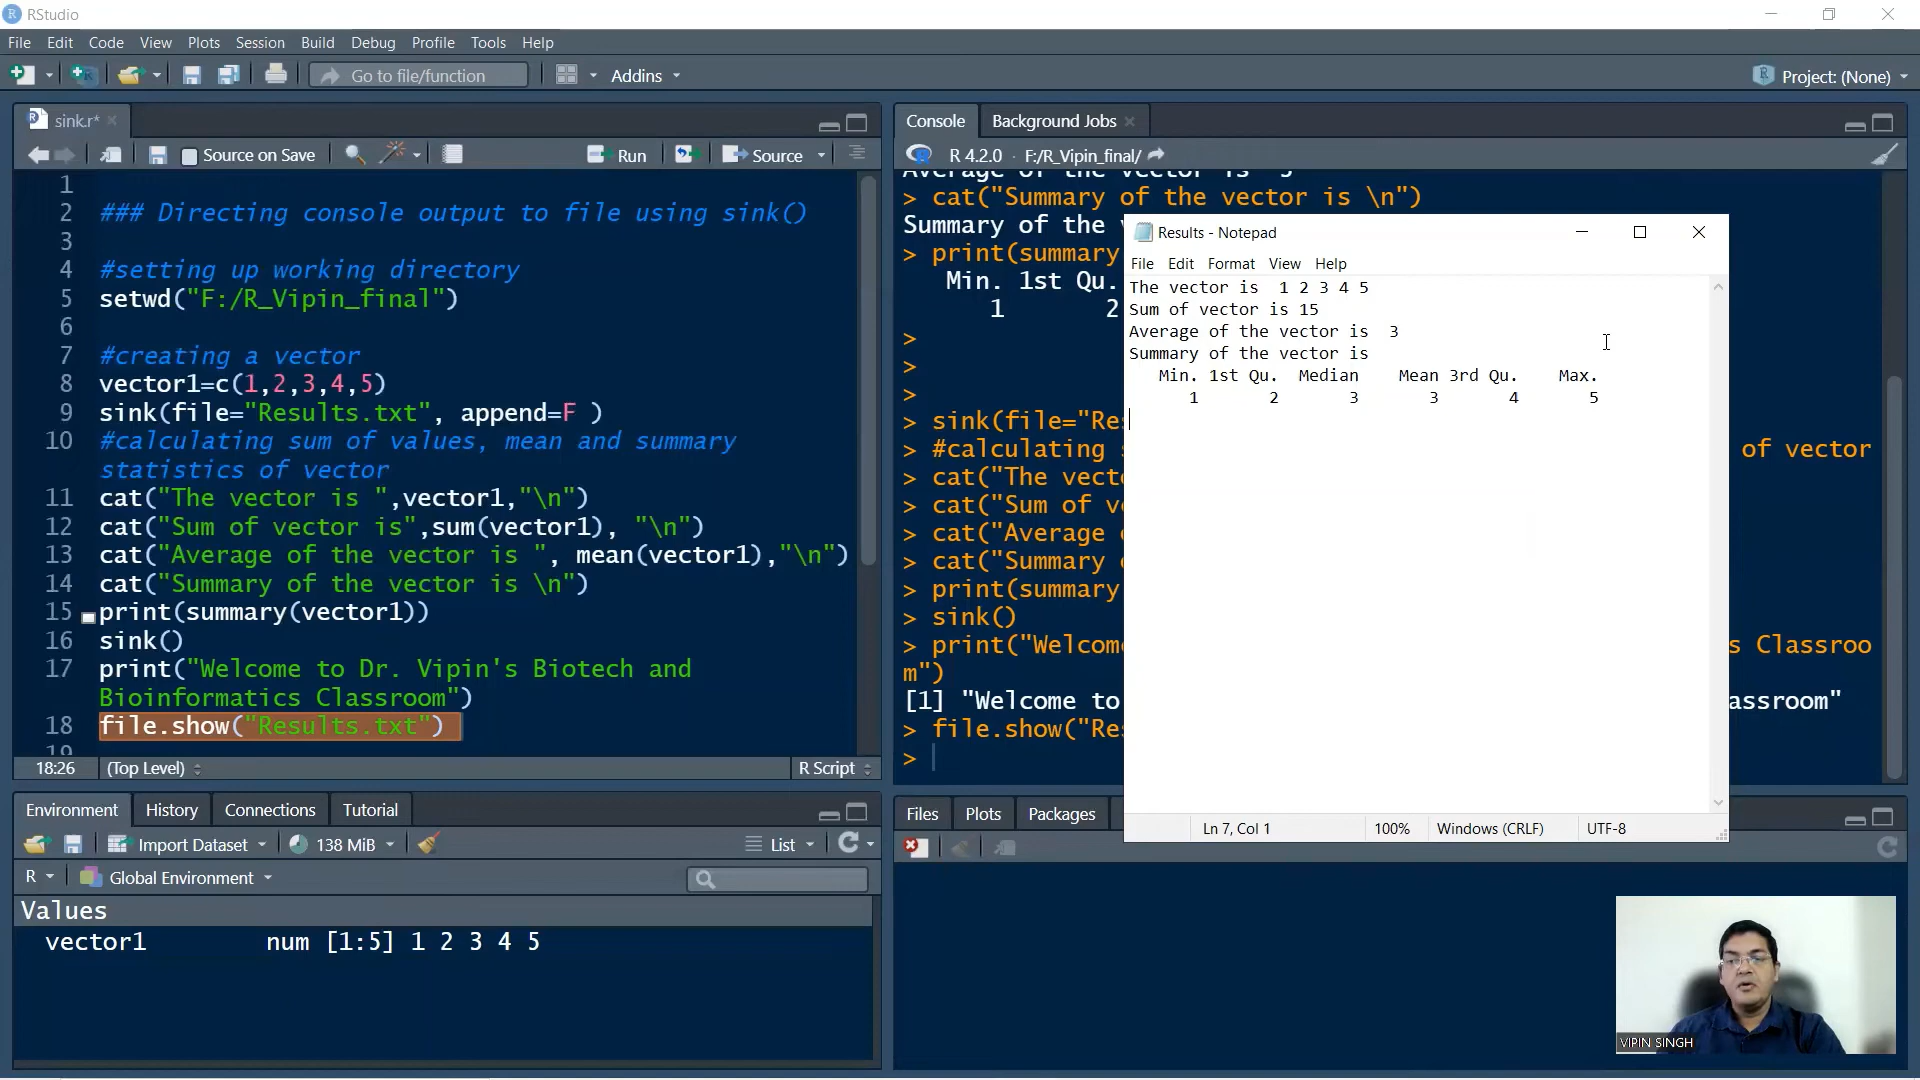 RStudio
File Edit Code View Plots Session Build Debug Profile Tools Help
Go to file/function Addins Project: (None)
sink.r*
Source on Save Run Source
1
2 ### Directing console output to file using sink()
3
4 #setting up working directory
5 setwd("F:/R_Vipin_final")
6
7 #creating a vector
8 vector1=c(1,2,3,4,5)
9 sink(file="Results.txt", append=F )
10 #calculating sum of values, mean and summary
statistics of vector
11 cat("The vector is ",vector1,"\n")
12 cat("Sum of vector is",sum(vector1), "\n")
13 cat("Average of the vector is ", mean(vector1),"\n")
14 cat("Summary of the vector is \n")
15 print(summary(vector1))
16 sink()
17 print("Welcome to Dr. Vipin's Biotech and
Bioinformatics Classroom")
18 file.show("Results.txt")
19
18:26 (Top Level) R Script
Console Background Jobs
R 4.2.0 · F:/R_Vipin_final/
Average of the vector is 3
> cat("Summary of the vector is \n")
Summary of the
> print(summary
Min. 1st Qu.
1 2
>
>
>
> sink(file="Res
> #calculating of vector
> cat("The vect
> cat("Sum of v
> cat("Average
> cat("Summary
> print(summary
> sink()
> print("Welcom s Classroo
m")
[1] "Welcome to assroom"
> file.show("Res
>
Results - Notepad
File Edit Format View Help
The vector is 1 2 3 4 5
Sum of vector is 15
Average of the vector is 3
Summary of the vector is
Min. 1st Qu. Median Mean 3rd Qu. Max.
1 2 3 3 4 5
Ln 7, Col 1 100% Windows (CRLF) UTF-8
Environment History Connections Tutorial
Import Dataset 138 MiB List
R Global Environment
Values
vector1 num [1:5] 1 2 3 4 5
Files Plots Packages
VIPIN SINGH